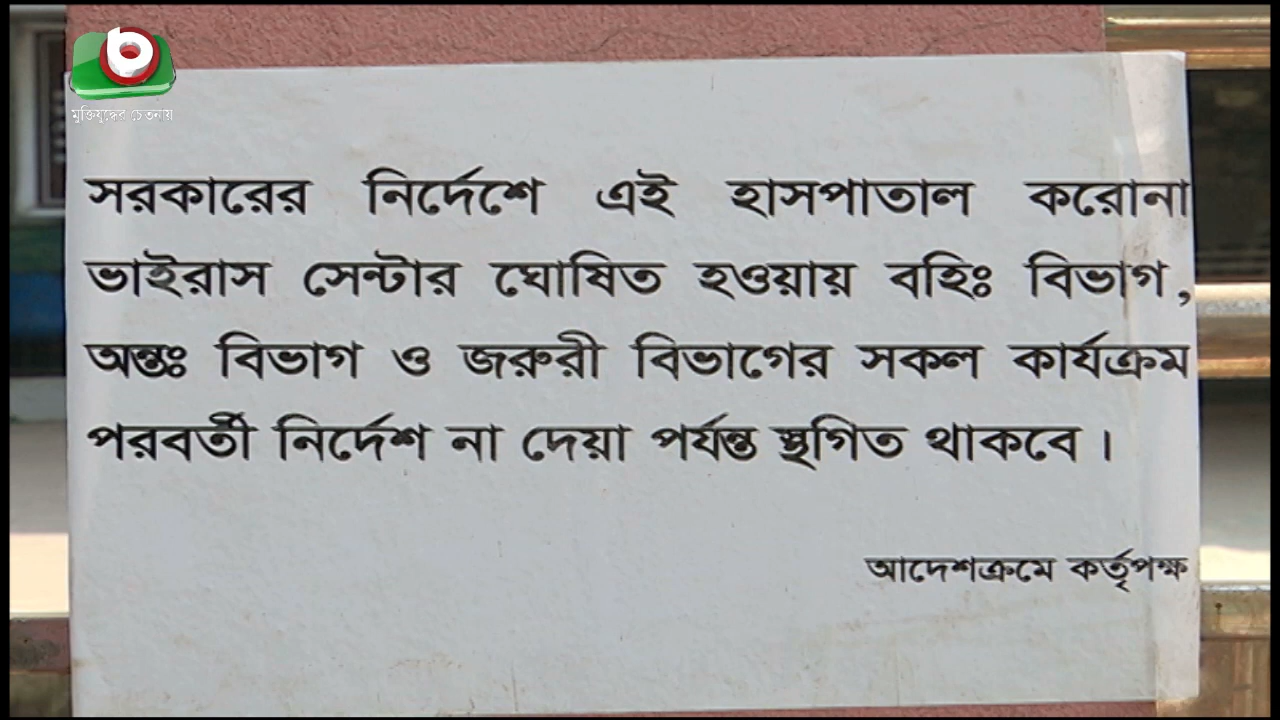 মুক্তিযুদ্ধের চেতনায়
সরকারের নির্দেশে এই হাসপাতাল করোনা
ভাইরাস সেন্টার ঘোষিত হওয়ায় বহিঃ বিভাগ,
অন্তঃ বিভাগ ও জরুরী বিভাগের সকল কার্যক্রম
পরবর্তী নির্দেশ না দেয়া পর্যন্ত স্থগিত থাকবে।
আদেশক্রমে কর্তৃপক্ষ